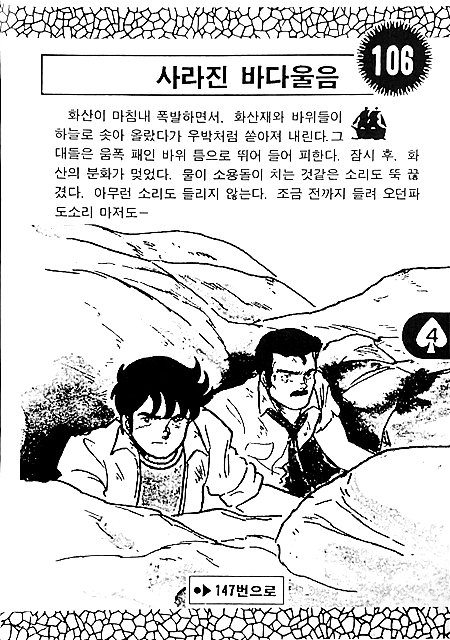 106
사라진 바다울음
화산이 마침내 폭발하면서, 화산재와 바위들이
하늘로 솟아 올랐다가 우박처럼 쏟아져 내린다.그
대들은 움폭 패인 바위 틈으로 뛰어 들어 피한다. 잠시 후, 화
산의 분화가 멎었다. 물이 소용돌이 치는 것같은 소리도 뚝 끊
겼다. 아무런 소리도 들리지 않는다. 조금 전까지 들려 오던파
도소리 마저도―
4
●▶147번으로